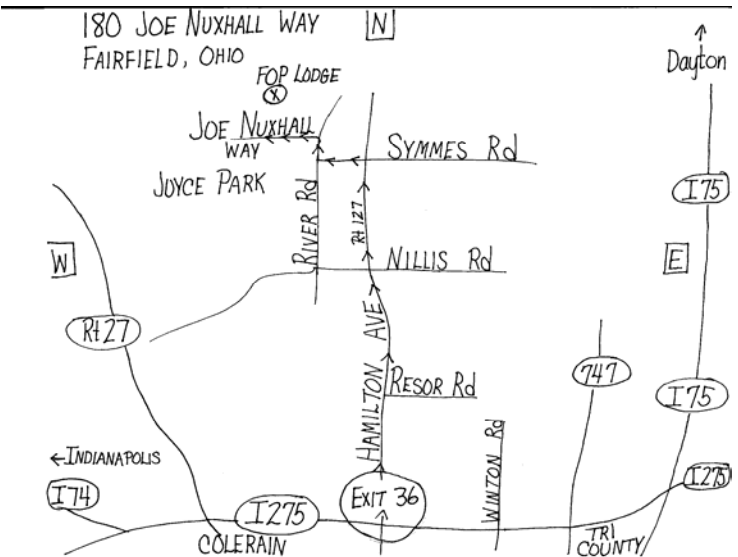 180 JOE NUXHALL WAY
N
FAIRFIELD, OHIO
Dayton
FOP LODGE
X
JOE NUXHALL
WAY
SYMMES Rd
JOYCE PARK
I75
RIVER Rd
Rt 127
W
NILLIS Rd
E
Rt 27
HAMILTON AVE
RESOR Rd
747
I75
←INDIANAPOLIS
I74
I275
EXIT 36
WINTON Rd
I275
COLERAIN
TRI
COUNTY